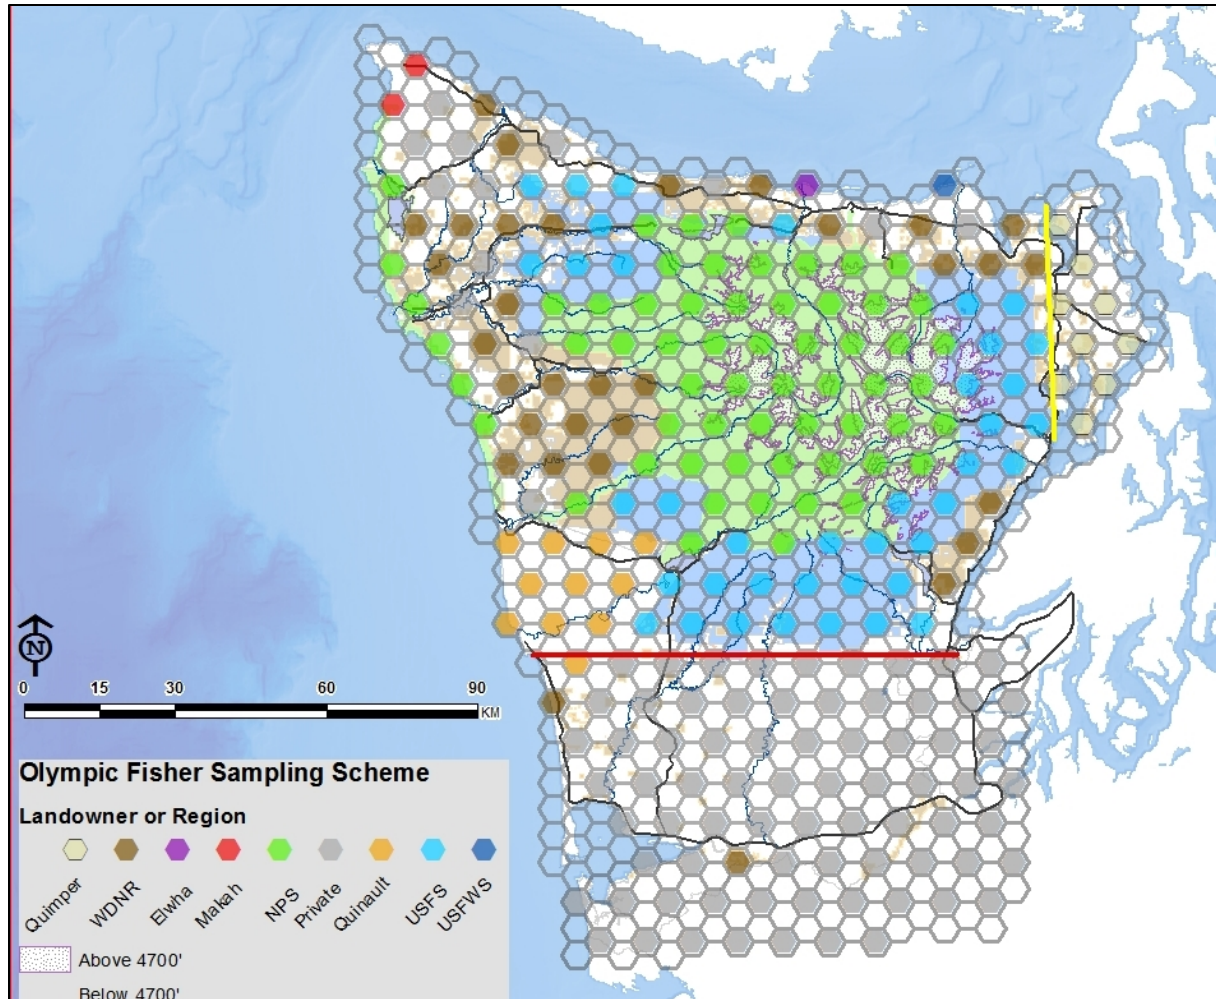 N
0 15 30 60 90
KM
Olympic Fisher Sampling Scheme
Landowner or Region
Quimper WDNR Elwha Makah NPS Private Quinault USFS USFWS
Above 4700'
Below 4700'